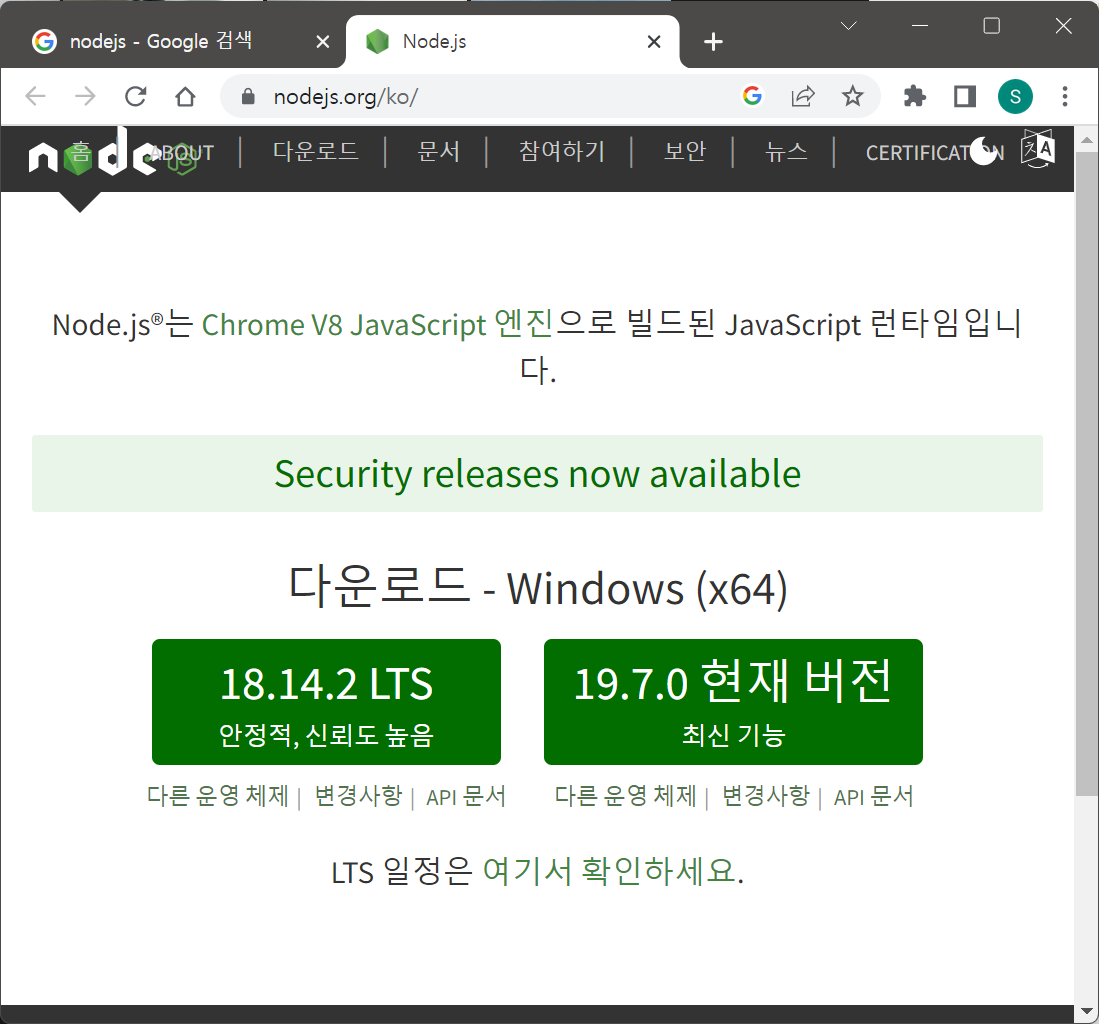 nodejs - Google 검색
Node.js
nodejs.org/ko/
S
node
홈 | ABOUT | 다운로드 | 문서 | 참여하기 | 보안 | 뉴스 | CERTIFICATION
Node.js®는 Chrome V8 JavaScript 엔진으로 빌드된 JavaScript 런타임입니
다.
Security releases now available
다운로드 - Windows (x64)
18.14.2 LTS
안정적, 신뢰도 높음
19.7.0 현재 버전
최신 기능
다른 운영 체제 | 변경사항 | API 문서
다른 운영 체제 | 변경사항 | API 문서
LTS 일정은 여기서 확인하세요.